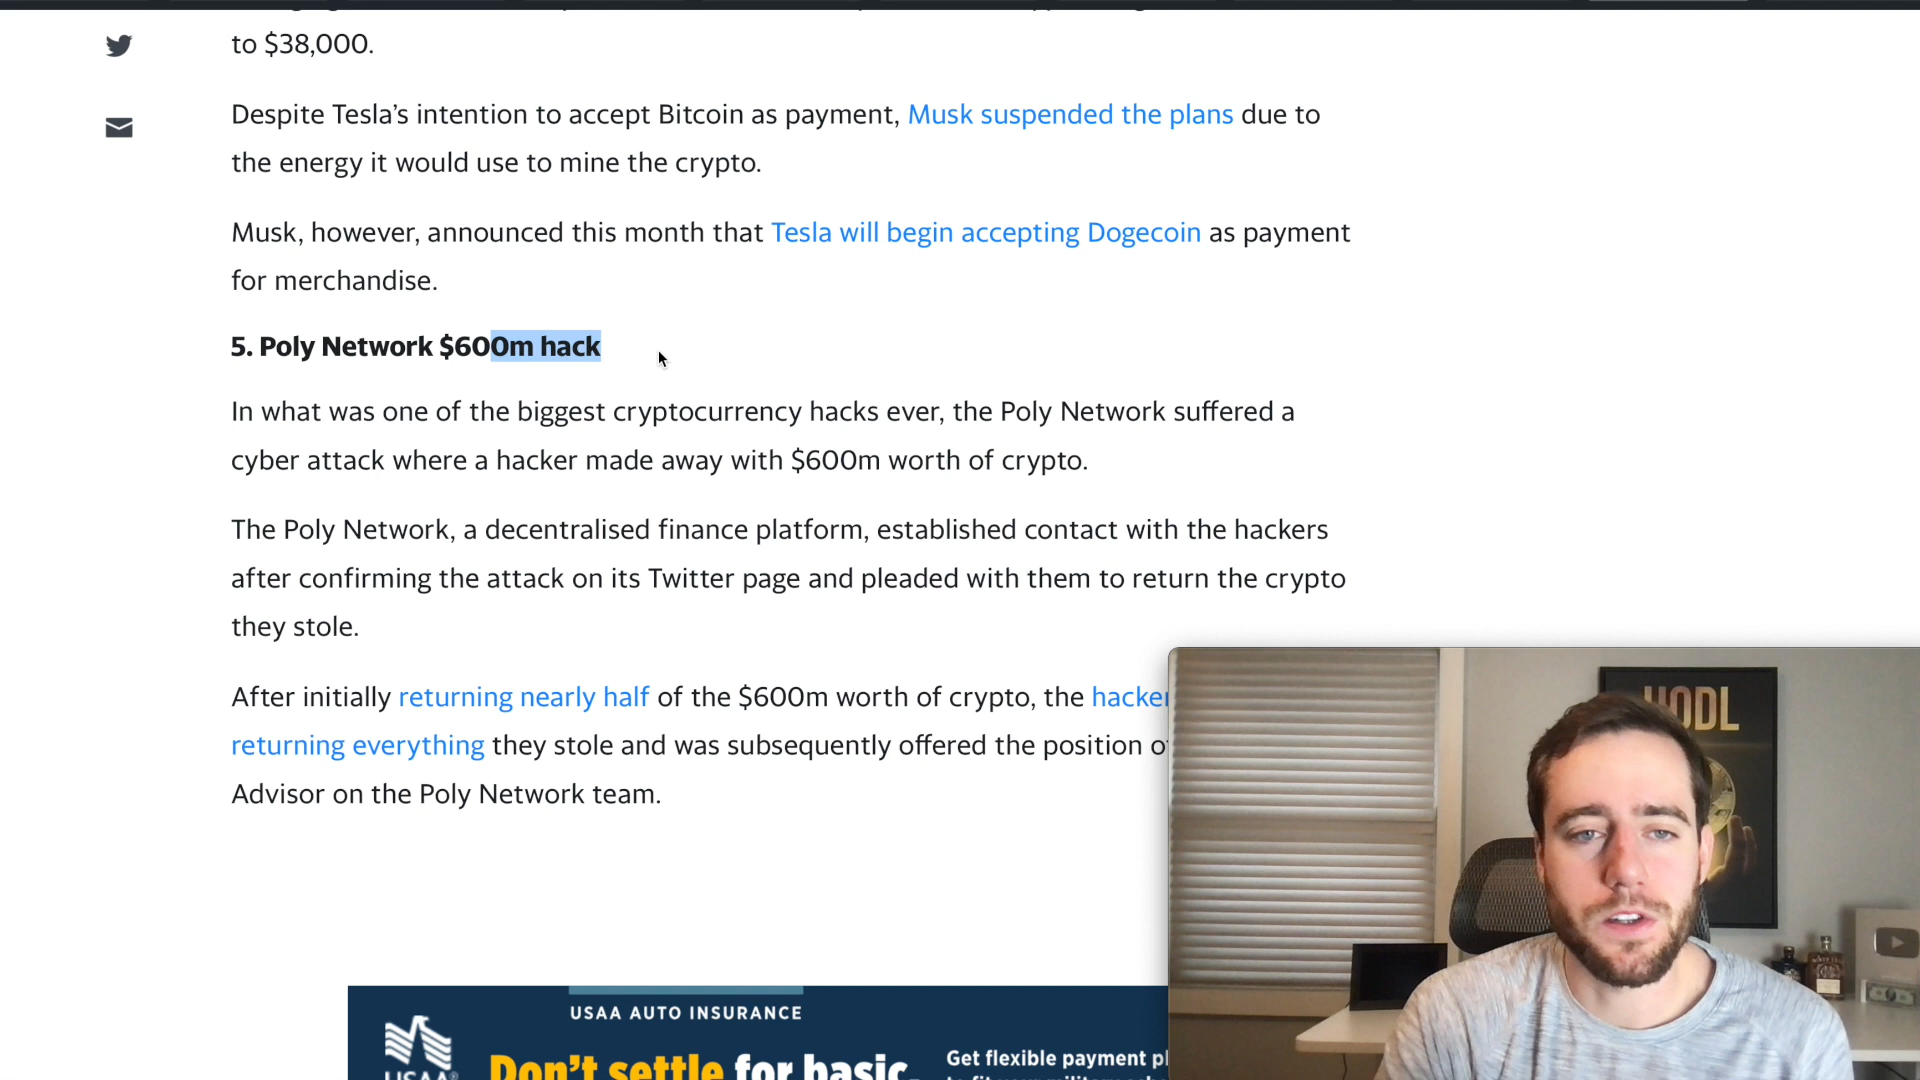 to $38,000.
Despite Tesla's intention to accept Bitcoin as payment, Musk suspended the plans due to
the energy it would use to mine the crypto.
Musk, however, announced this month that Tesla will begin accepting Dogecoin as payment
for merchandise.
5. Poly Network $600m hack
In what was one of the biggest cryptocurrency hacks ever, the Poly Network suffered a
cyber attack where a hacker made away with $600m worth of crypto.
The Poly Network, a decentralised finance platform, established contact with the hackers
after confirming the attack on its Twitter page and pleaded with them to return the crypto
they stole.
After initially returning nearly half of the $600m worth of crypto, the hacker
returning everything they stole and was subsequently offered the position
Advisor on the Poly Network team.
HODL
USAA AUTO INSURANCE
USAA®
Don't settle for basic.
Get flexible payment